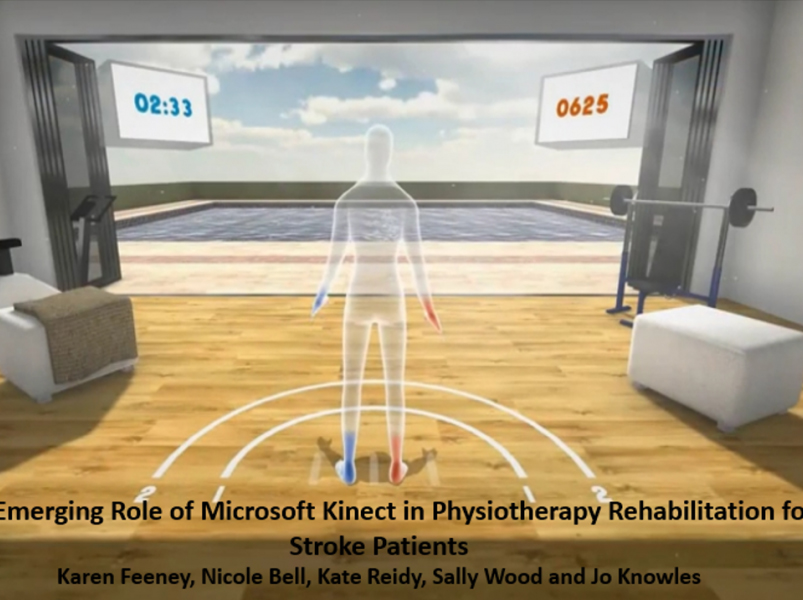 02:33
0625
2
2
Emerging Role of Microsoft Kinect in Physiotherapy Rehabilitation fo
Stroke Patients
Karen Feeney, Nicole Bell, Kate Reidy, Sally Wood and Jo Knowles